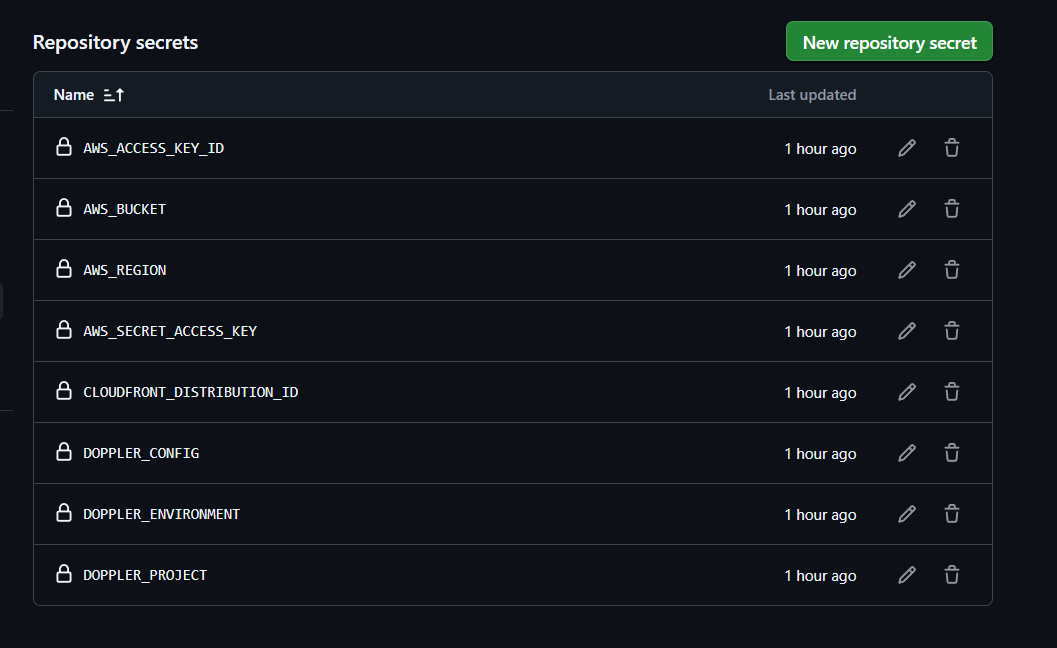 Repository secrets
New repository secret
Name
Last updated
AWS_ACCESS_KEY_ID
1 hour ago
AWS_BUCKET
1 hour ago
AWS_REGION
1 hour ago
AWS_SECRET_ACCESS_KEY
1 hour ago
CLOUDFRONT_DISTRIBUTION_ID
1 hour ago
DOPPLER_CONFIG
1 hour ago
DOPPLER_ENVIRONMENT
1 hour ago
DOPPLER_PROJECT
1 hour ago